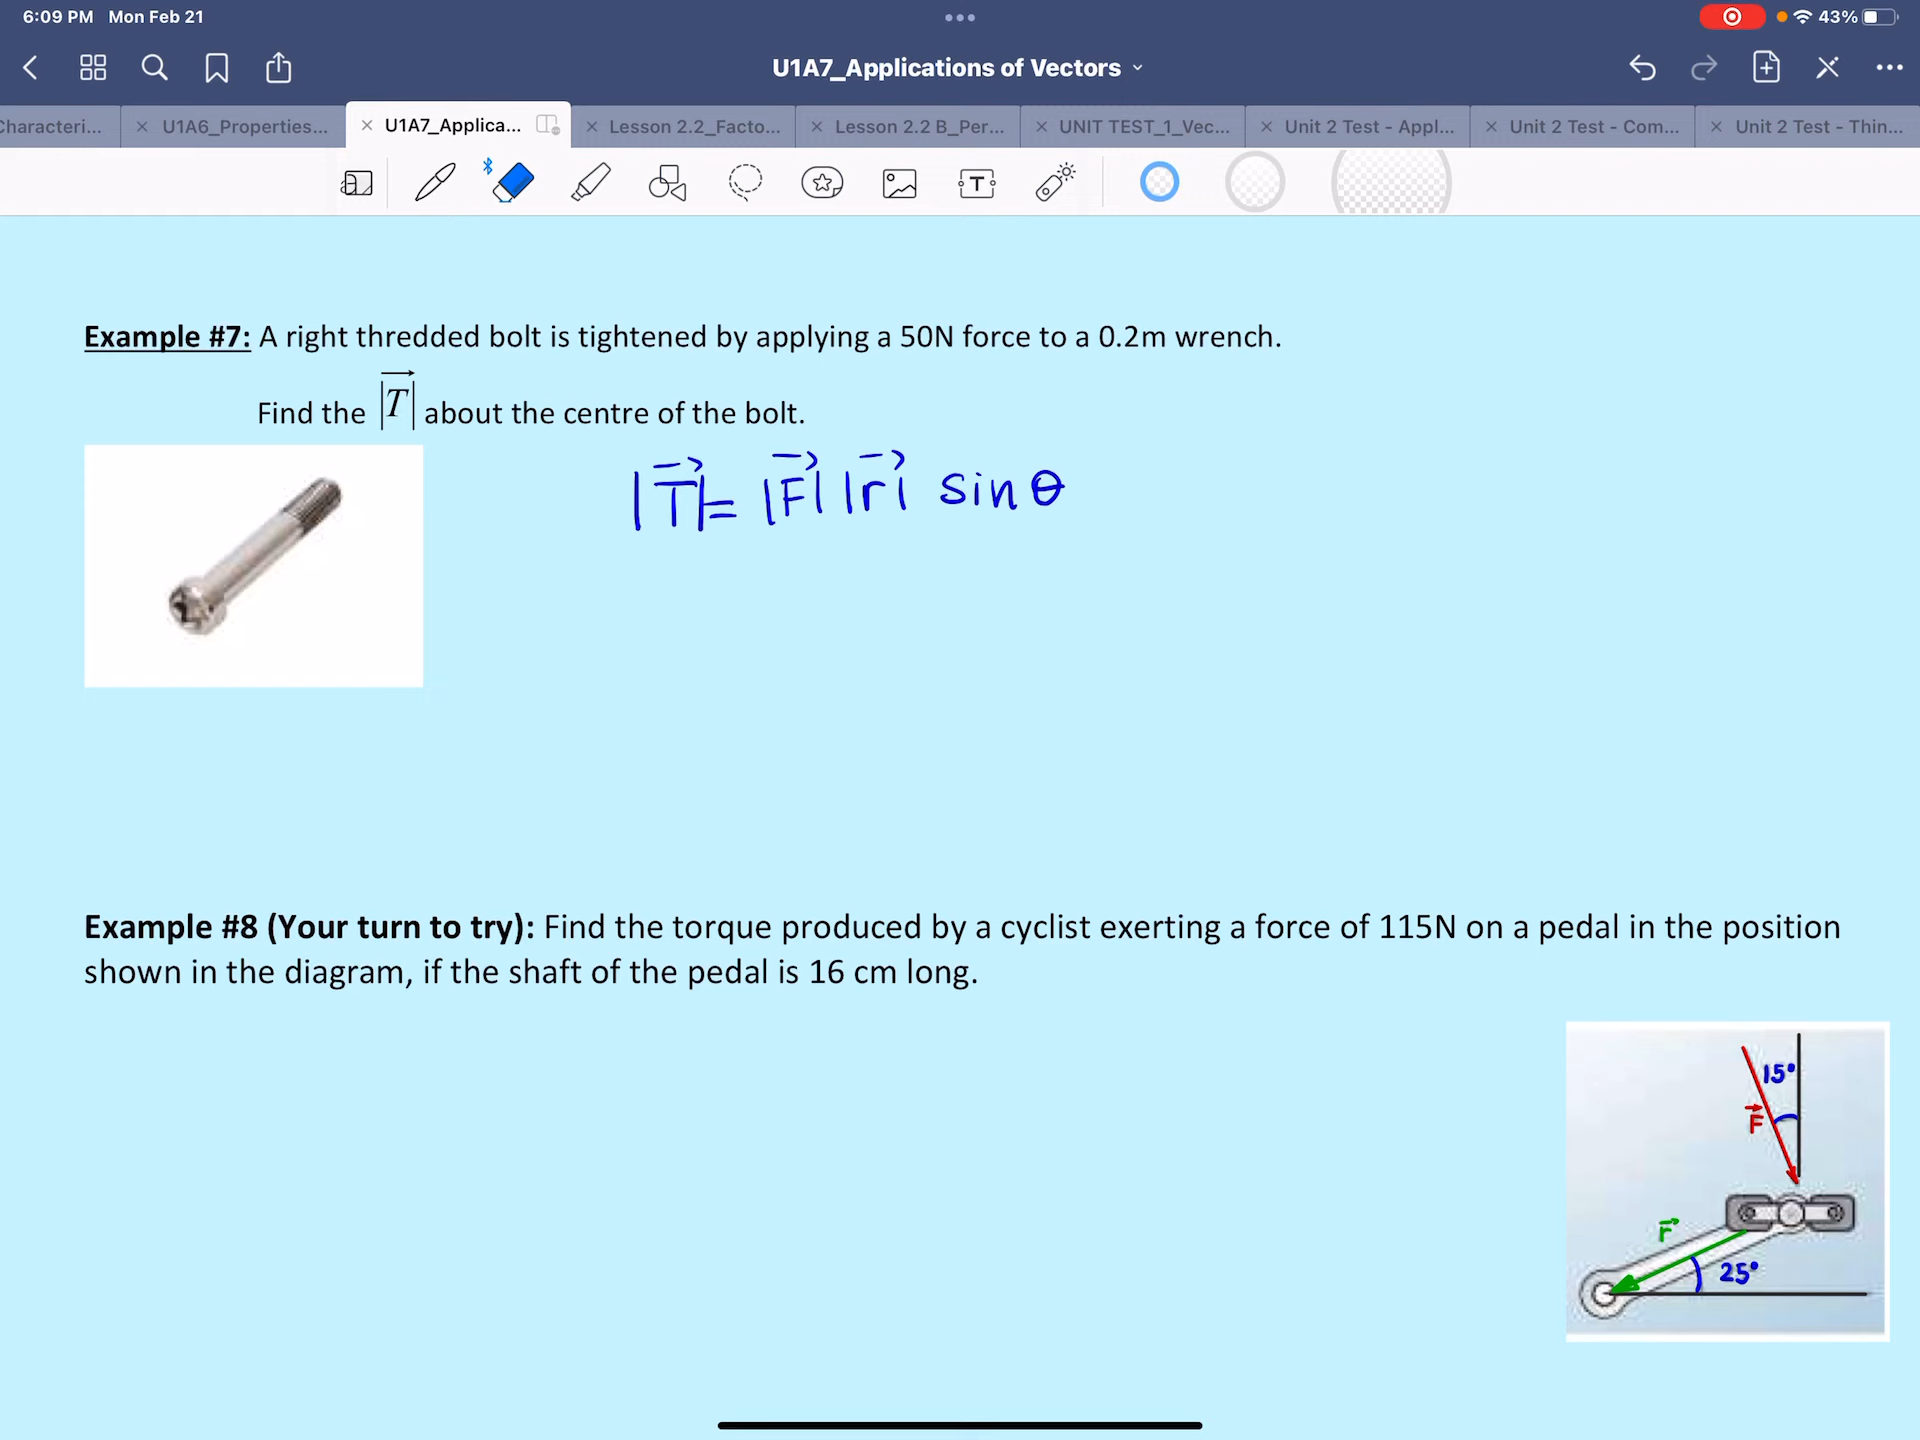 6:09 PM Mon Feb 21
43%
U1A7_Applications of Vectors
Characteri... U1A6_Properties... U1A7_Applica... Lesson 2.2_Facto... Lesson 2.2 B_Per... UNIT TEST_1_Vec... Unit 2 Test - Appl... Unit 2 Test - Com... Unit 2 Test - Thin...
Example #7: A right thredded bolt is tightened by applying a 50N force to a 0.2m wrench.
Find the |T⃗| about the centre of the bolt.
|T⃗| = |F⃗| |r⃗| sin θ
Example #8 (Your turn to try): Find the torque produced by a cyclist exerting a force of 115N on a pedal in the position
shown in the diagram, if the shaft of the pedal is 16 cm long.
15°
F⃗
r⃗
25°